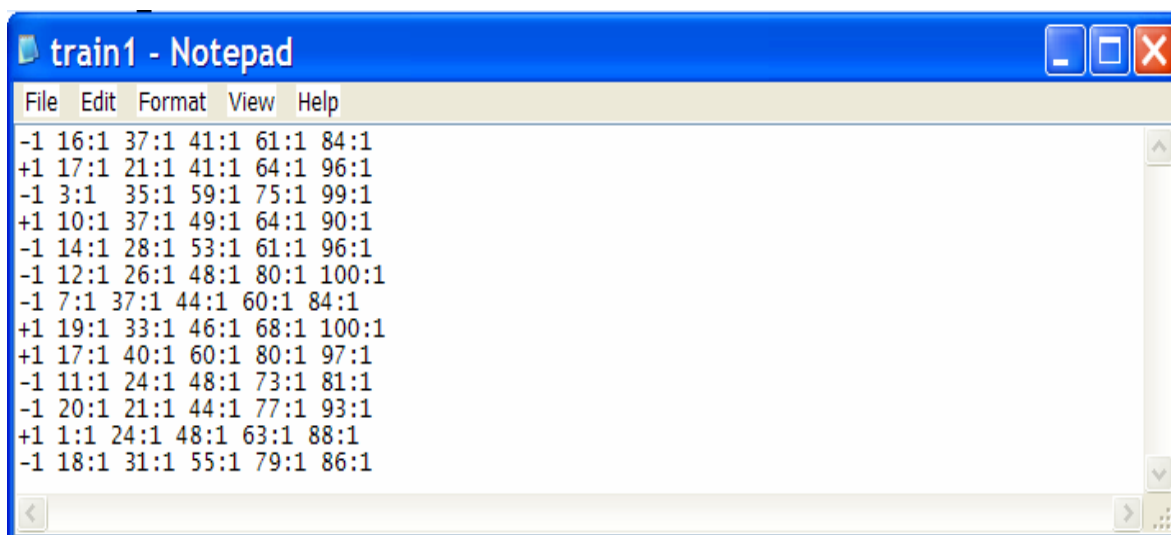 train1 - Notepad
File Edit Format View Help
-1 16:1 37:1 41:1 61:1 84:1
+1 17:1 21:1 41:1 64:1 96:1
-1 3:1  35:1 59:1 75:1 99:1
+1 10:1 37:1 49:1 64:1 90:1
-1 14:1 28:1 53:1 61:1 96:1
-1 12:1 26:1 48:1 80:1 100:1
-1 7:1 37:1 44:1 60:1 84:1
+1 19:1 33:1 46:1 68:1 100:1
+1 17:1 40:1 60:1 80:1 97:1
-1 11:1 24:1 48:1 73:1 81:1
-1 20:1 21:1 44:1 77:1 93:1
+1 1:1 24:1 48:1 63:1 88:1
-1 18:1 31:1 55:1 79:1 86:1